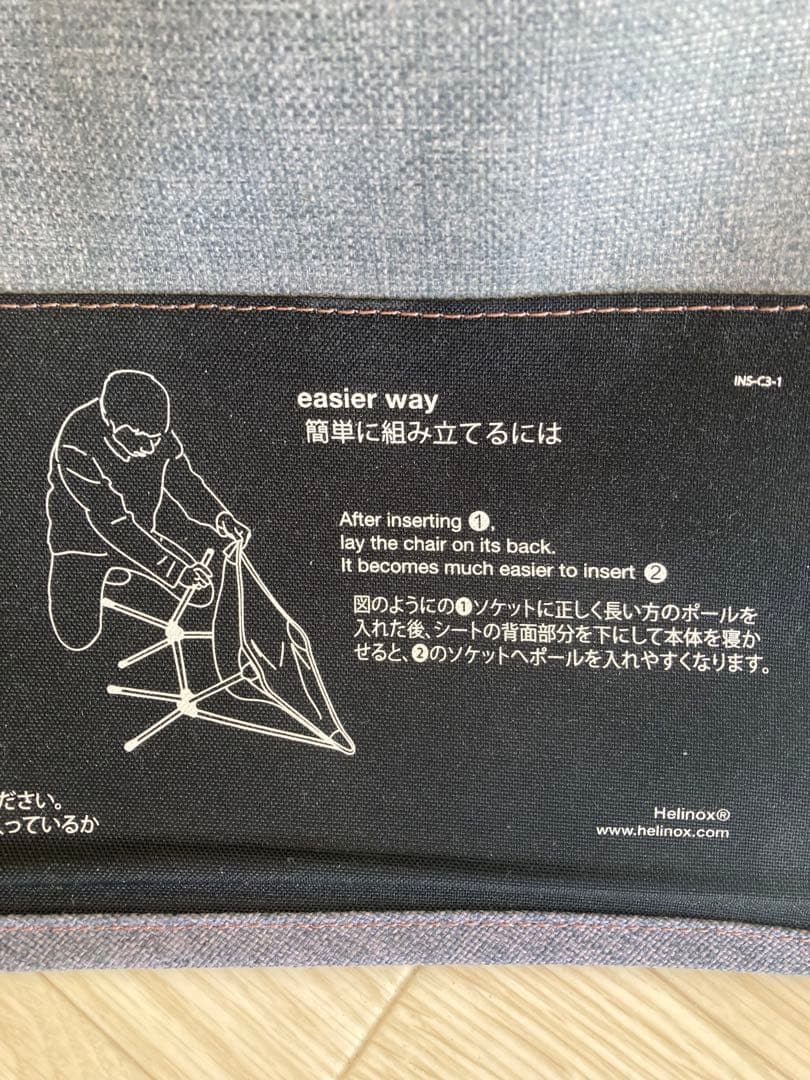 INS-C3-1
easier way
簡単に組み立てるには
After inserting ❶,
lay the chair on its back.
It becomes much easier to insert ❷
図のようにの❶ソケットに正しく長い方のポールを
入れた後、シートの背面部分を下にして本体を寝か
せると、❷のソケットへポールを入れやすくなります。
ださい。
っているか
Helinox®
www.helinox.com